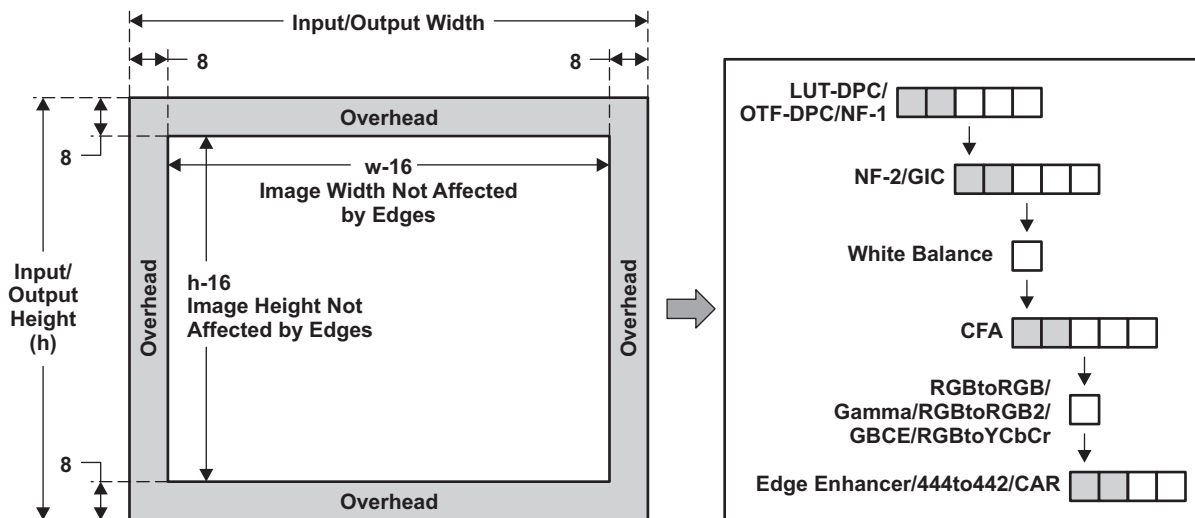 Input/Output Width
8
8
Overhead
8
w-16
Image Width Not Affected
by Edges
Input/
Output
Height
(h)
Overhead
h-16
Image Height Not
Affected by Edges
Overhead
8
Overhead
LUT-DPC/
OTF-DPC/NF-1
NF-2/GIC
White Balance
CFA
RGBtoRGB/
Gamma/RGBtoRGB2/
GBCE/RGBtoYCbCr
Edge Enhancer/444to442/CAR